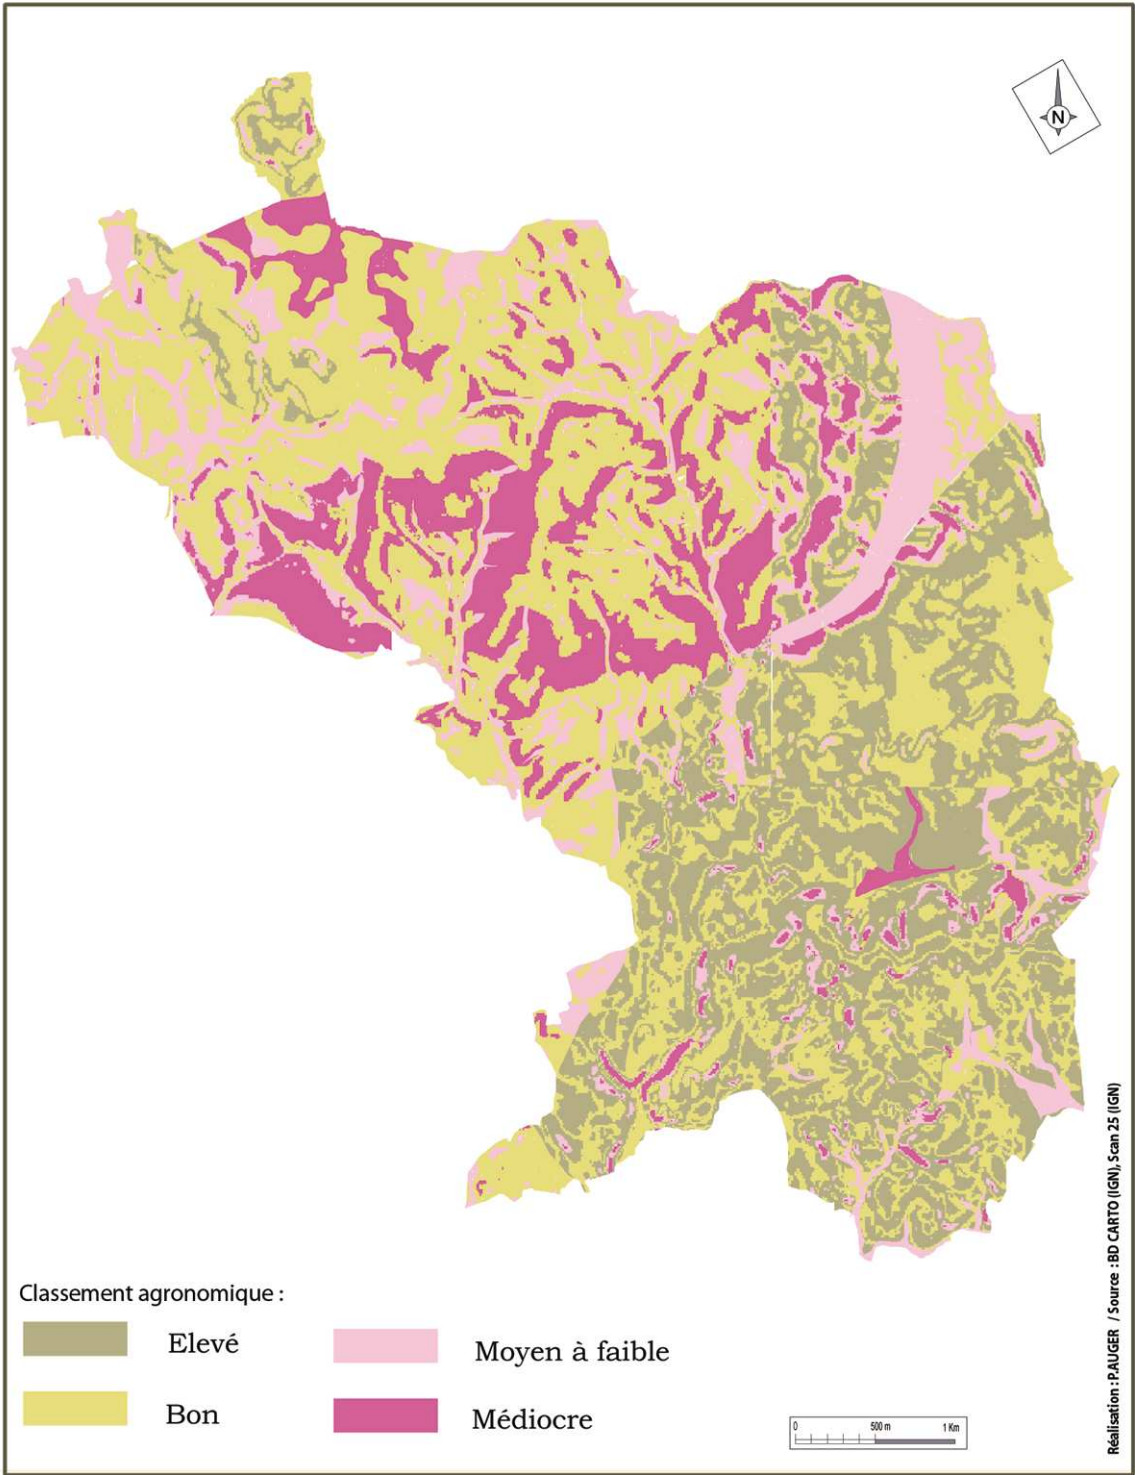 N
Classement agronomique :
Elevé
Moyen à faible
Bon
Médiocre
0 500 m 1 Km
Réalisation : P.AUGER / Source : BD CARTO (IGN), Scan 25 (IGN)